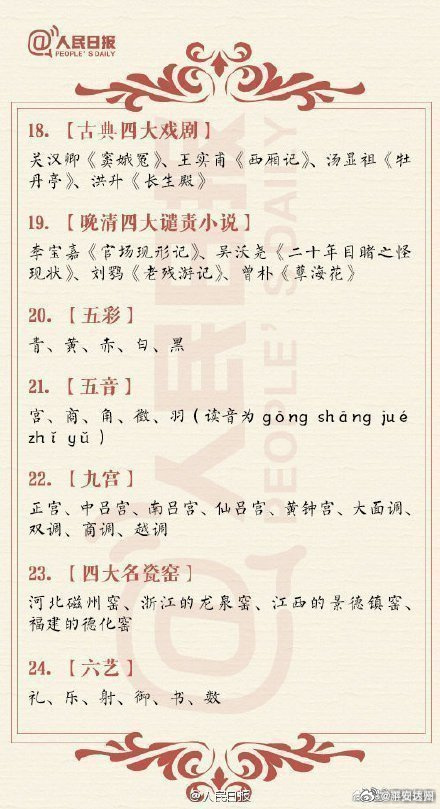 人民日报
PEOPLE'S DAILY
18.【古典四大戏剧】
关汉卿《窦娥冤》、王实甫《西厢记》、汤显祖《牡
丹亭》、洪升《长生殿》
19.【晚清四大谴责小说】
李宝嘉《官场现形记》、吴沃尧《二十年目睹之怪
现状》、刘鹗《老残游记》、曾朴《孽海花》
20.【五彩】
青、黄、赤、白、黑
21.【五音】
宫、商、角、徵、羽（读音为 gōng shāng jué
zhǐ yǔ）
22.【九宫】
正宫、中吕宫、南吕宫、仙吕宫、黄钟宫、大面调、
双调、商调、越调
23.【四大名瓷窑】
河北磁州窑、浙江的龙泉窑、江西的景德镇窑、
福建的德化窑
24.【六艺】
礼、乐、射、御、书、数
@人民日报
@平安达州